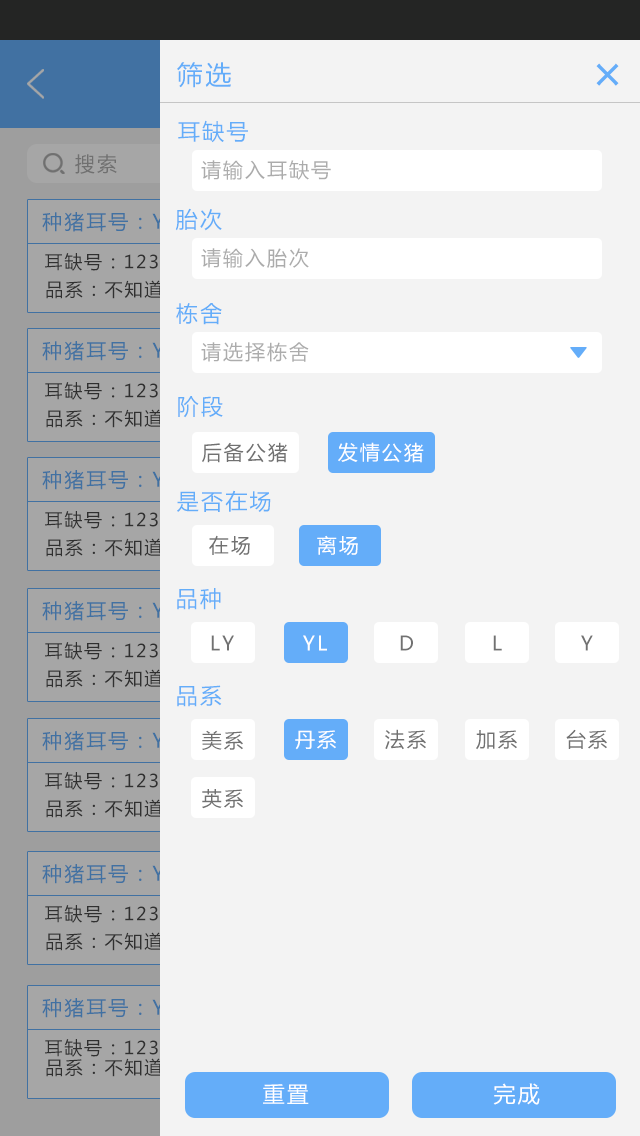 筛选
搜索
耳缺号
请输入耳缺号
胎次
请输入胎次
栋舍
请选择栋舍
阶段
后备公猪 发情公猪
是否在场
在场 离场
品种
LY YL D L Y
品系
美系 丹系 法系 加系 台系
英系
重置 完成
种猪耳号：Y
耳缺号：123
品系：不知道
种猪耳号：Y
耳缺号：123
品系：不知道
种猪耳号：Y
耳缺号：123
品系：不知道
种猪耳号：Y
耳缺号：123
品系：不知道
种猪耳号：Y
耳缺号：123
品系：不知道
种猪耳号：Y
耳缺号：123
品系：不知道
种猪耳号：Y
耳缺号：123
品系：不知道